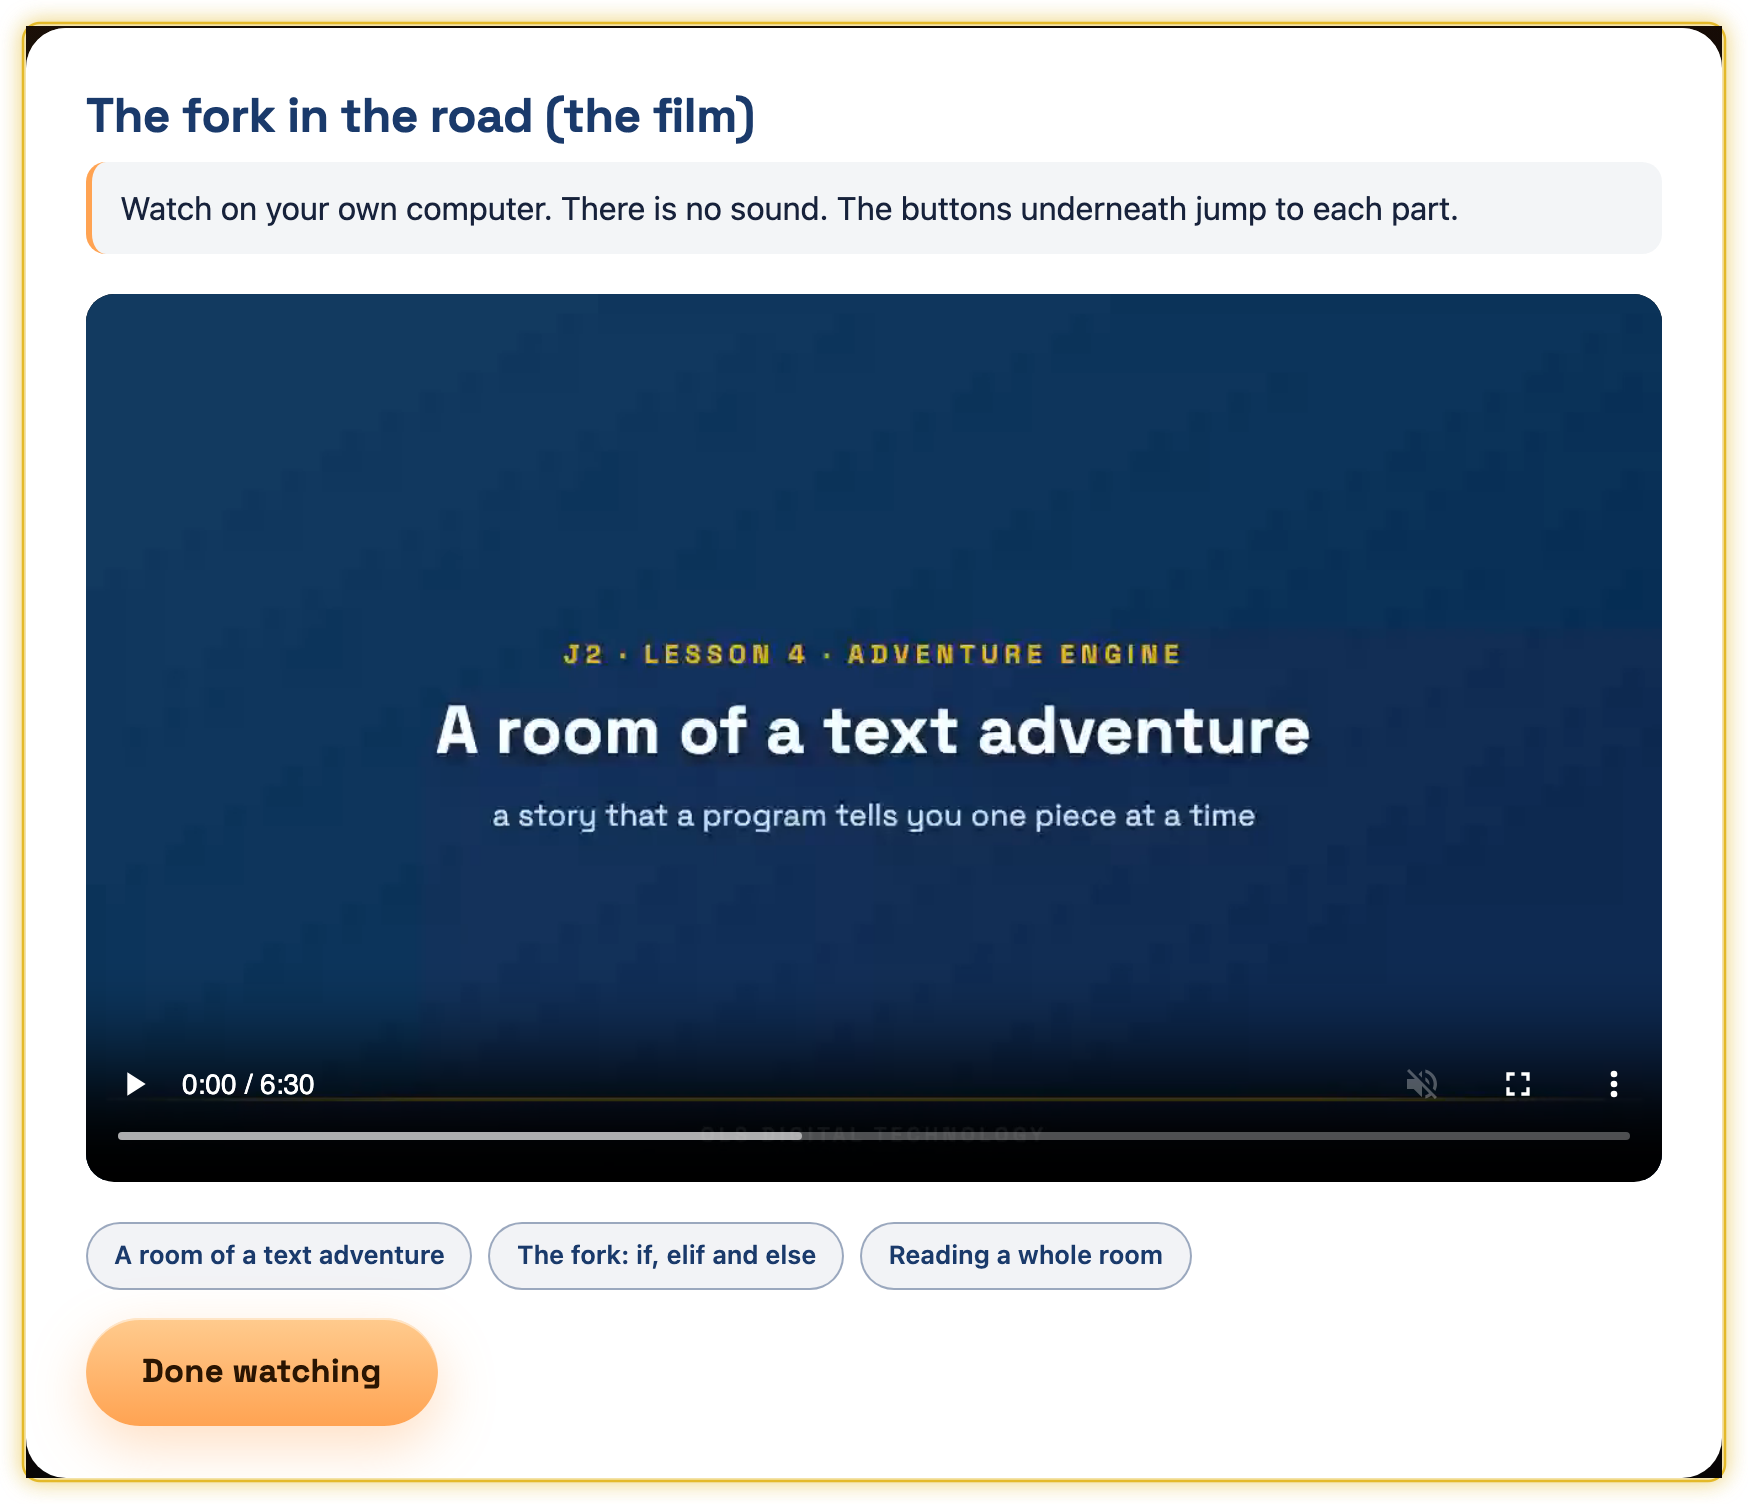 The fork in the road (the film)
Watch on your own computer. There is no sound. The buttons underneath jump to each part.
J2 · LESSON 4 · ADVENTURE ENGINE
A room of a text adventure
a story that a program tells you one piece at a time
0:00 / 6:30
DIGITAL TECHNOLOGY
A room of a text adventure
The fork: if, elif and else
Reading a whole room
Done watching